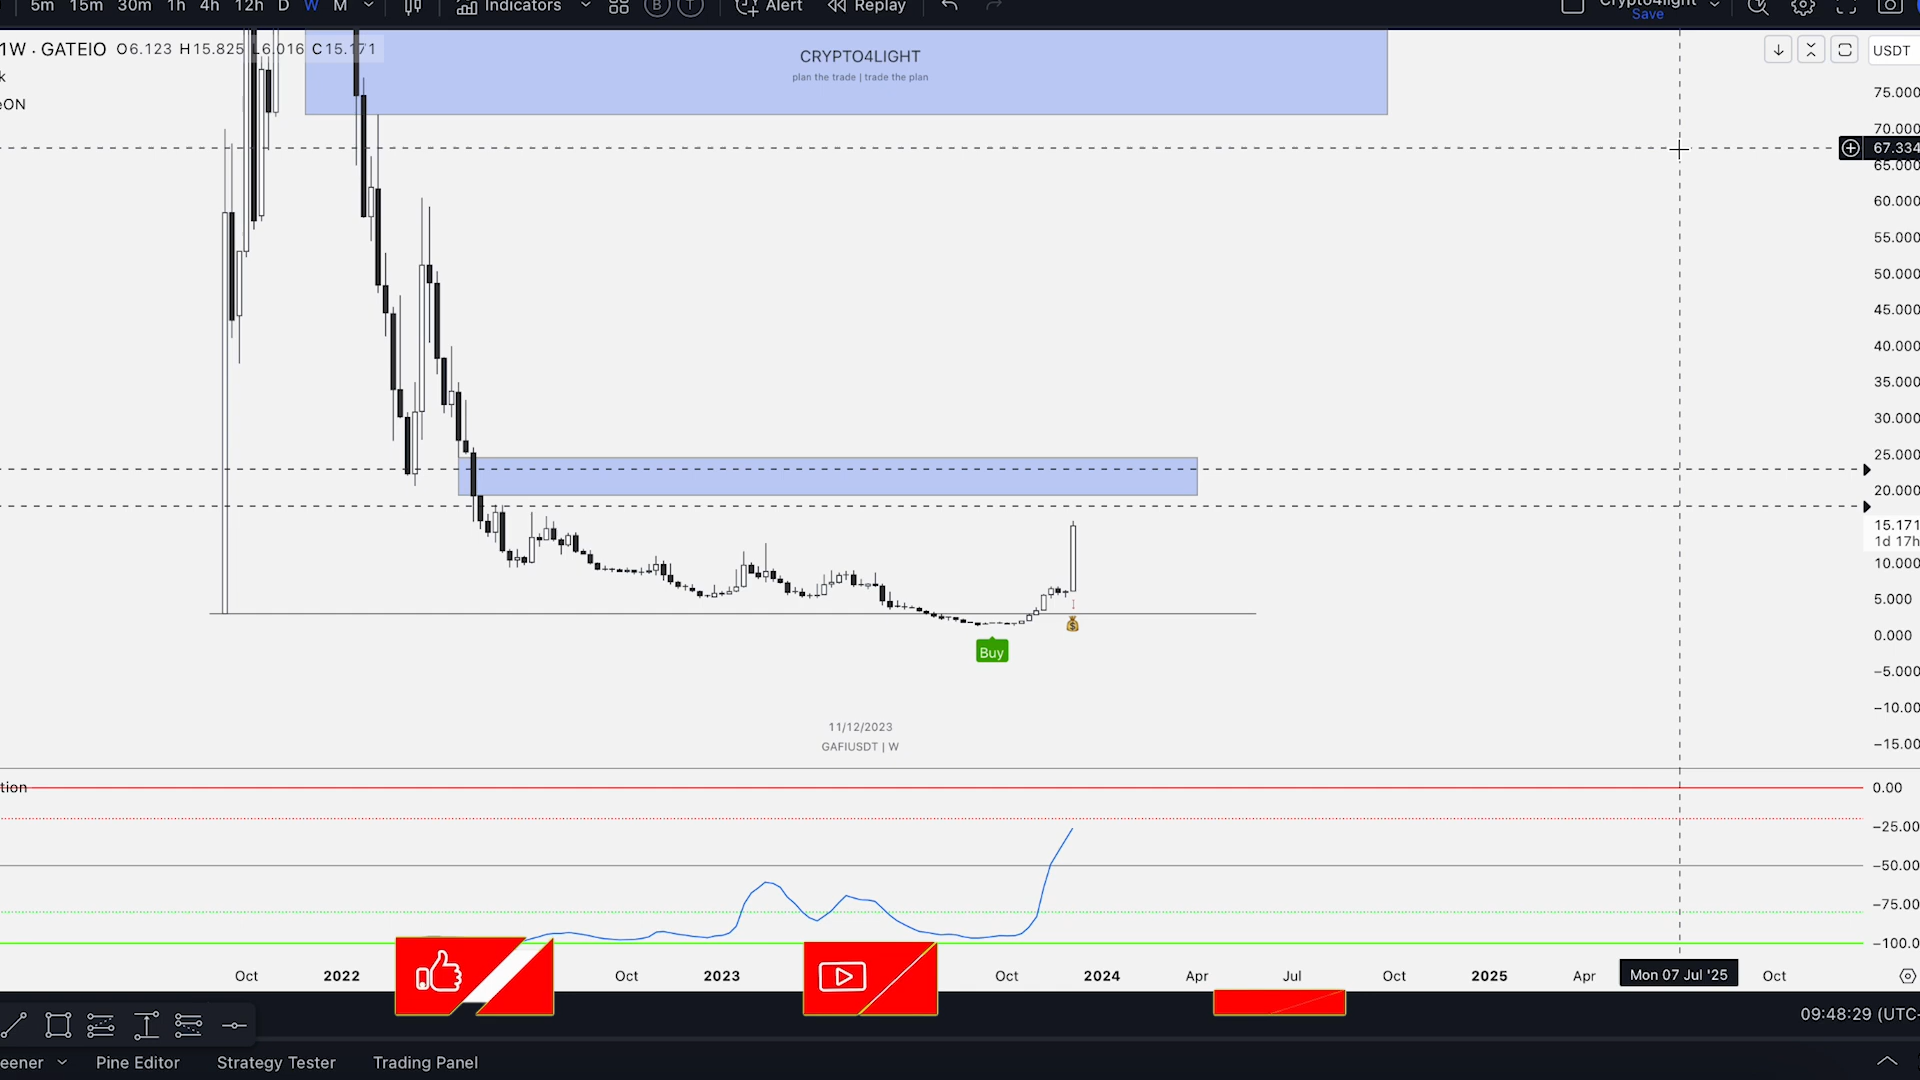 5m 15m 30m 1h 4h 12h D W M Indicators B T Alert Replay
Save
1W · GATEIO O6.123 H15.825 L6.016 C15.171
CRYPTO4LIGHT
plan the trade | trade the plan
USDT
75.000
70.000
67.334
65.000
60.000
55.000
50.000
45.000
40.000
35.000
30.000
25.000
20.000
15.171
1d 17h
10.000
5.000
0.000
−5.000
−10.00
−15.00
Buy
11/12/2023
GAFIUSDT | W
tion
0.00
−25.00
−50.00
−75.00
−100.0
Oct 2022 Oct 2023 Oct 2024 Apr Jul Oct 2025 Apr Mon 07 Jul '25 Oct
09:48:29 (UTC-
eener Pine Editor Strategy Tester Trading Panel